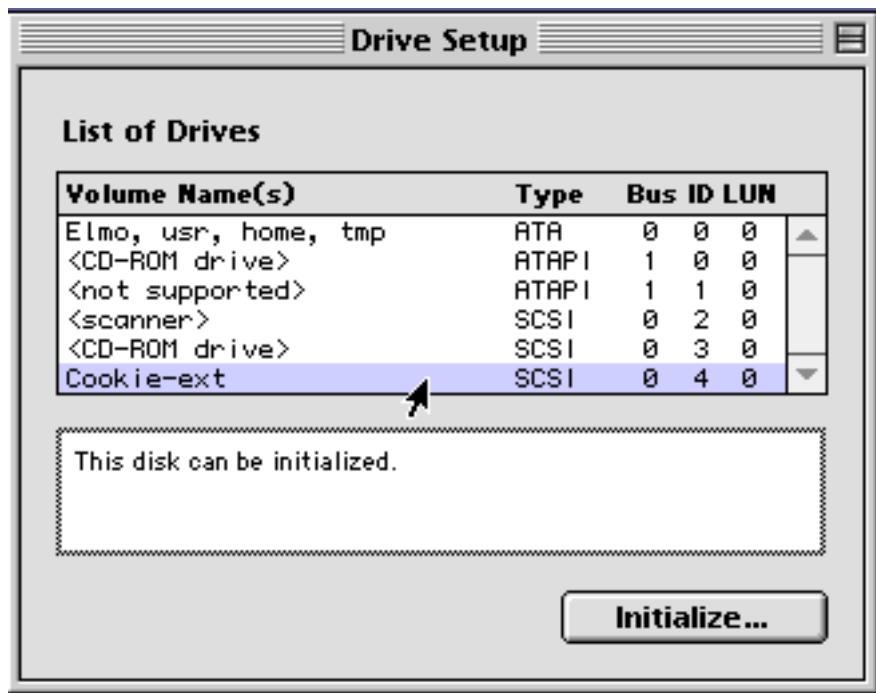 Drive Setup
List of Drives
Volume Name(s) Type Bus ID LUN
Elmo, usr, home, tmp ATA 0 0 0
<CD-ROM drive> ATAPI 1 0 0
<not supported> ATAPI 1 1 0
<scanner> SCSI 0 2 0
<CD-ROM drive> SCSI 0 3 0
Cookie-ext SCSI 0 4 0
This disk can be initialized.
Initialize...